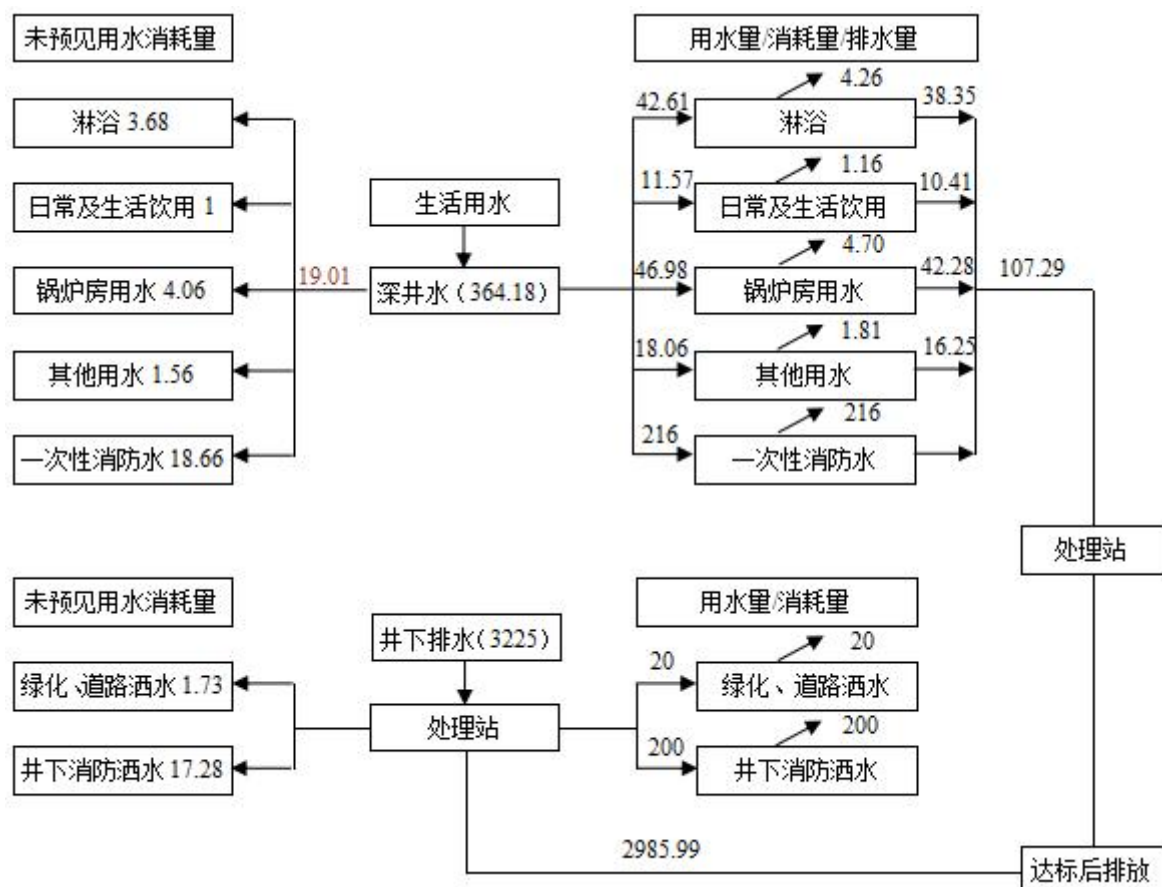 未预见用水消耗量
用水量/消耗量/排水量
4.26
42.61
38.35
淋浴 3.68
淋浴
1.16
11.57
10.41
日常及生活饮用 1
生活用水
日常及生活饮用
4.70
19.01
46.98
42.28
107.29
锅炉房用水 4.06
深井水（364.18）
锅炉房用水
1.81
18.06
16.25
其他用水 1.56
其他用水
216
216
一次性消防水 18.66
一次性消防水
处理站
未预见用水消耗量
井下排水(3225）
用水量/消耗量
20
20
绿化、道路洒水 1.73
绿化、道路洒水
处理站
200
200
井下消防洒水 17.28
井下消防洒水
2985.99
达标后排放